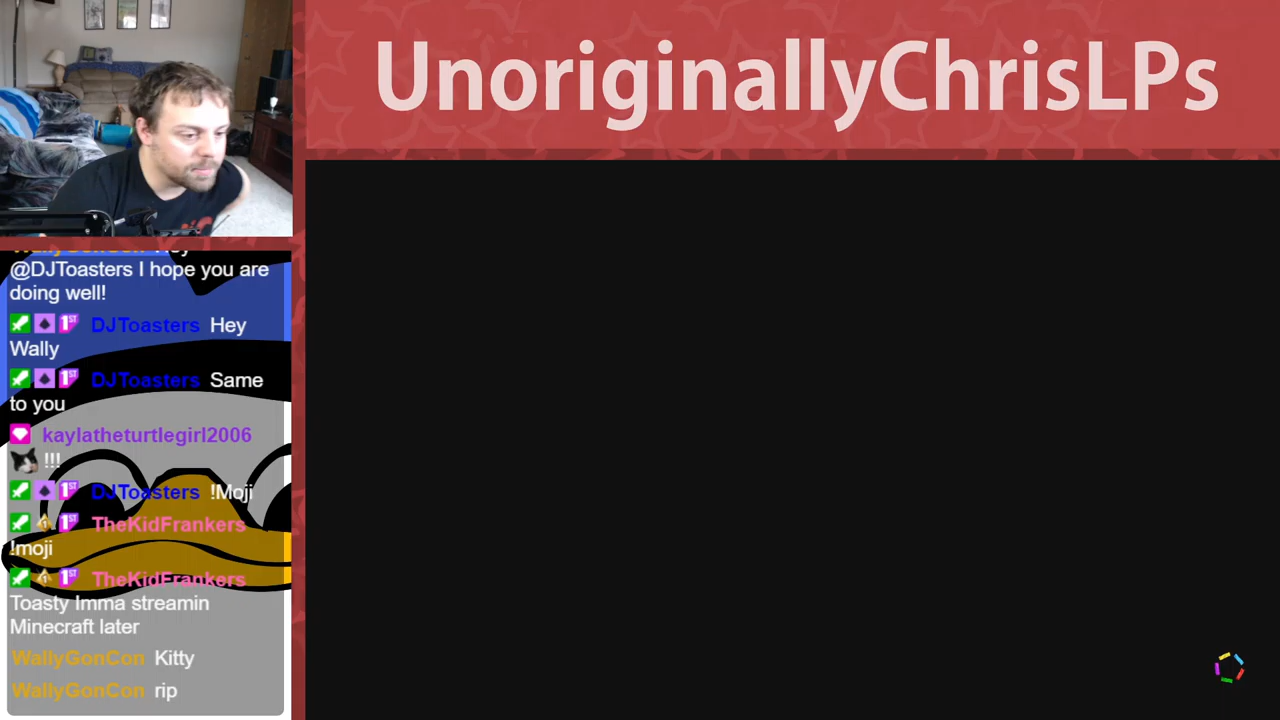 UnoriginallyChrisLPs
@DJToasters I hope you are
doing well!
DJToasters Hey
Wally
DJToasters Same
to you
kaylatheturtlegirl2006
!!!
DJToasters !Moji
TheKidFrankers
!moji
TheKidFrankers
Toasty Imma streamin
Minecraft later
WallyGonCon Kitty
WallyGonCon rip